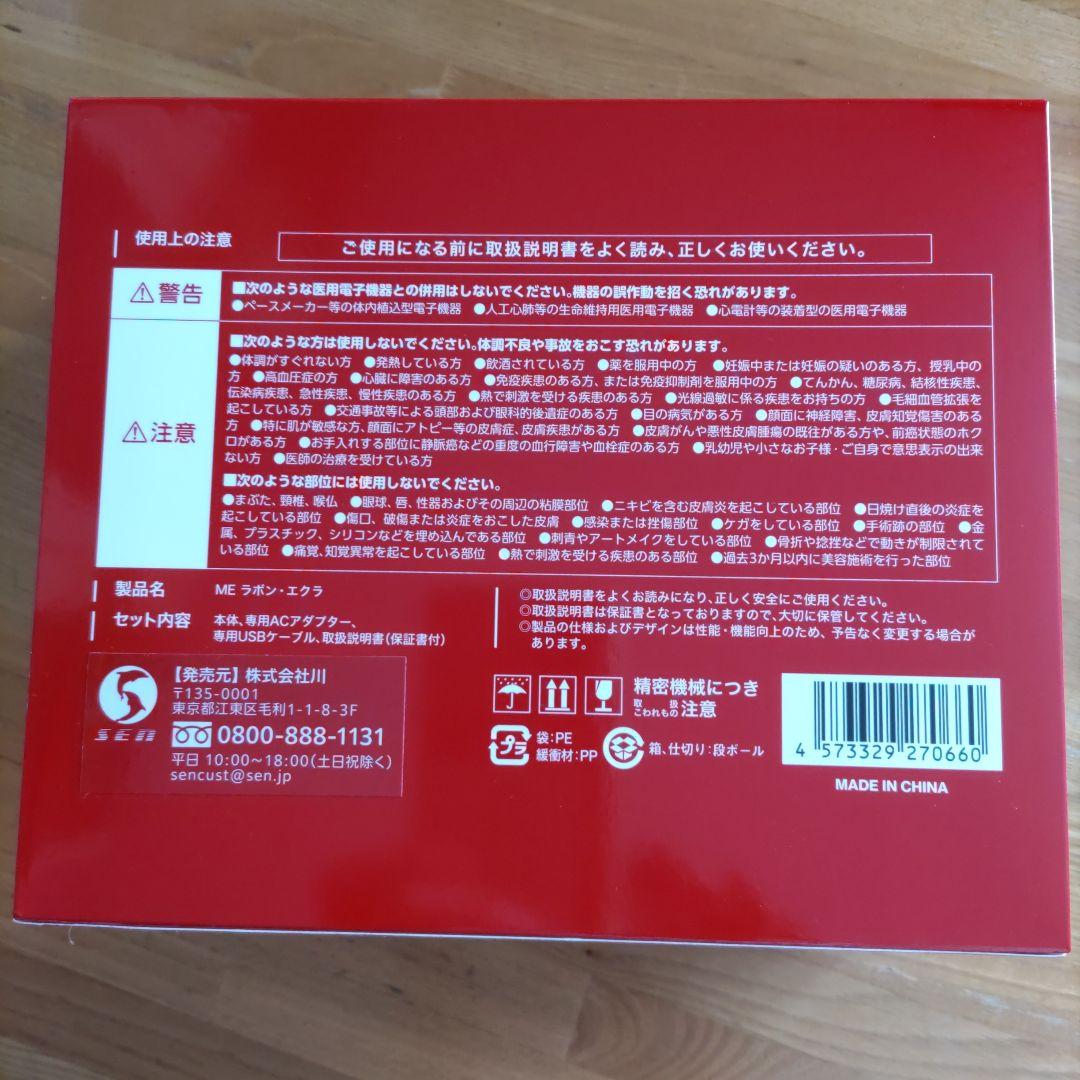 使用上の注意
ご使用になる前に取扱説明書をよく読み、正しくお使いください。
警告
■次のような医用電子機器との併用はしないでください。機器の誤作動を招く恐れがあります。
●ペースメーカー等の体内植込型電子機器 ●人工心肺等の生命維持用医用電子機器 ●心電計等の装着型の医用電子機器
注意
■次のような方は使用しないでください。体調不良や事故をおこす恐れがあります。
●体調がすぐれない方 ●発熱している方 ●飲酒されている方 ●薬を服用中の方 ●妊娠中または妊娠の疑いのある方、授乳中の
方 ●高血圧症の方 ●心臓に障害のある方 ●免疫疾患のある方、または免疫抑制剤を服用中の方 ●てんかん、糖尿病、結核性疾患、
伝染病疾患、急性疾患、慢性疾患のある方 ●熱で刺激を受ける疾患のある方 ●光線過敏に係る疾患をお持ちの方 ●毛細血管拡張を
起こしている方 ●交通事故等による頭部および眼科的後遺症のある方 ●目の病気がある方 ●顔面に神経障害、皮膚知覚傷害のある
方 ●特に肌が敏感な方、顔面にアトピー等の皮膚症、皮膚疾患がある方 ●皮膚がんや悪性皮膚腫瘍の既往がある方や、前癌状態のホク
ロがある方 ●お手入れする部位に静脈癌などの重度の血行障害や血栓症のある方 ●乳幼児や小さなお子様・ご自身で意思表示の出来
ない方 ●医師の治療を受けている方
■次のような部位には使用しないでください。
●まぶた、頸椎、喉仏 ●眼球、唇、性器およびその周辺の粘膜部位 ●ニキビを含む皮膚炎を起こしている部位 ●日焼け直後の炎症を
起こしている部位 ●傷口、破傷または炎症をおこした皮膚 ●感染または挫傷部位 ●ケガをしている部位 ●手術跡の部位 ●金
属、プラスチック、シリコンなどを埋め込んである部位 ●刺青やアートメイクをしている部位 ●骨折や捻挫などで動きが制限されて
いる部位 ●痛覚、知覚異常を起こしている部位 ●熱で刺激を受ける疾患のある部位 ●過去3か月以内に美容施術を行った部位
製品名 ME ラボン・エクラ
セット内容 本体、専用ACアダプター、
専用USBケーブル、取扱説明書(保証書付)
◎取扱説明書をよくお読みになり、正しく安全にご使用ください。
◎取扱説明書は保証書となっておりますので、大切に保管してください。
◎製品の仕様およびデザインは性能・機能向上のため、予告なく変更する場合が
あります。
SEN
【発売元】株式会社川
〒135-0001
東京都江東区毛利1-1-8-3F
0800-888-1131
平日 10:00〜18:00(土日祝除く)
sencust@sen.jp
精密機械につき
取扱注意
こわれもの
プラ
袋:PE
緩衝材:PP
箱、仕切り:段ボール
4 573329 270660
MADE IN CHINA